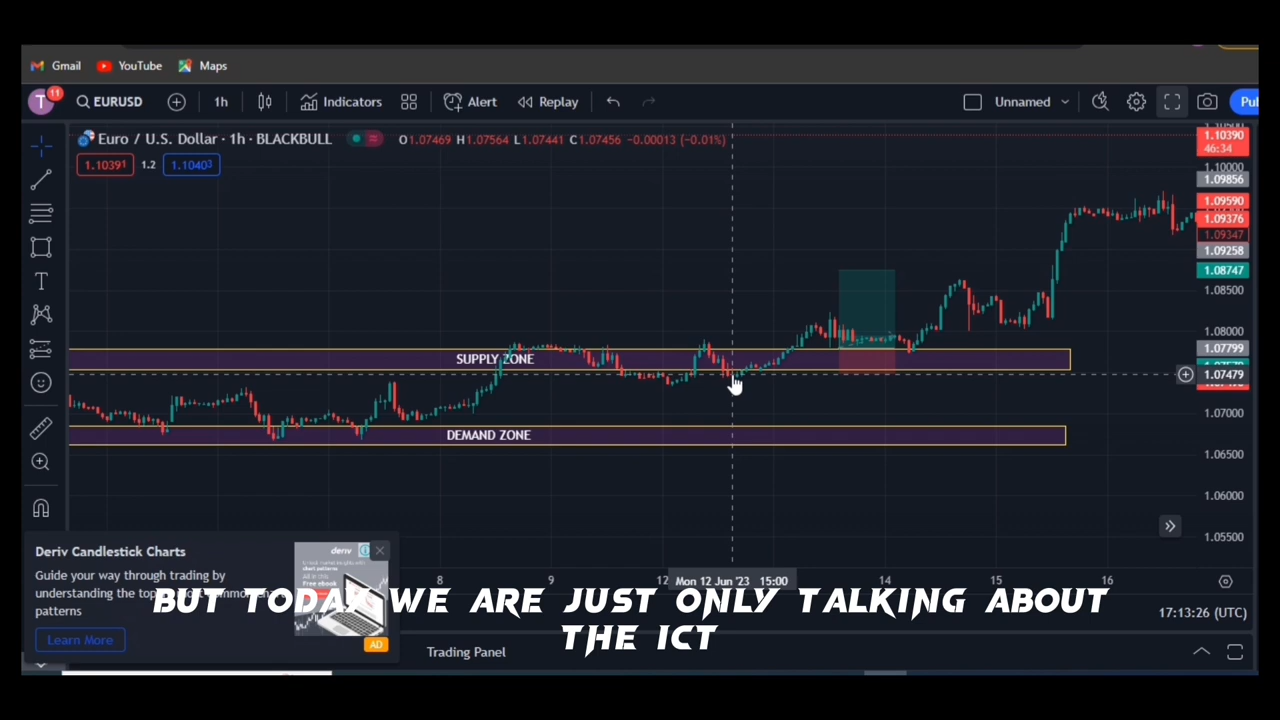 Gmail YouTube Maps
T 11 EURUSD 1h Indicators Alert Replay Unnamed Pu
Euro / U.S. Dollar · 1h · BLACKBULL O1.07469 H1.07564 L1.07441 C1.07456 -0.00013 (-0.01%)
1.10391 1.2 1.10403
1.10390
46:34
1.10000
1.09856
1.09590
1.09376
1.09347
1.09258
1.08747
1.08500
1.08000
1.07799
SUPPLY ZONE
1.07479
1.07000
DEMAND ZONE
1.06500
1.06000
1.05500
Deriv Candlestick Charts
deriv
Guide your way through trading by
understanding the top
patterns
Free ebook
AD
Learn More
8 9 12 Mon 12 Jun '23 15:00 14 15 16
BUT TODAY WE ARE JUST ONLY TALKING ABOUT
THE ICT
17:13:26 (UTC)
Trading Panel